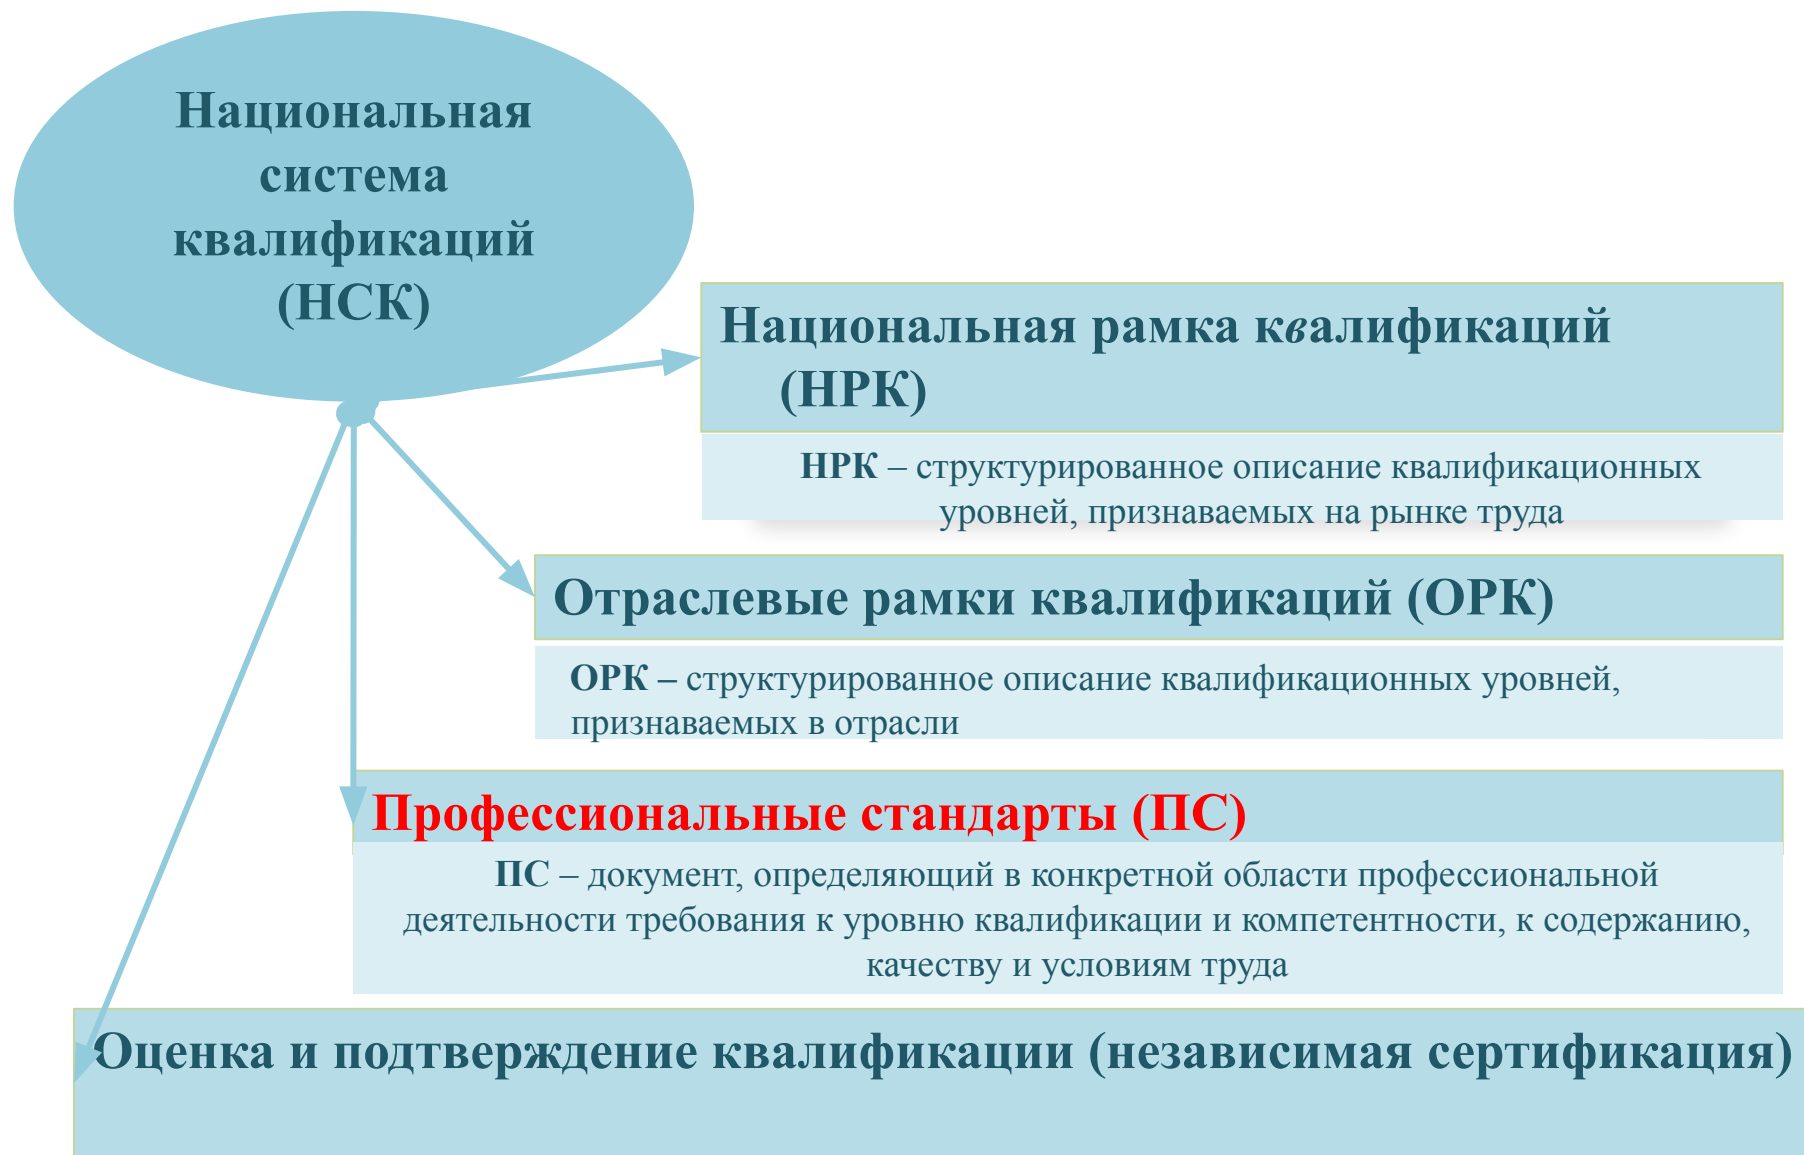 Национальная
система
квалификаций
(НСК)
Национальная рамка квалификаций
(НРК)
НРК – структурированное описание квалификационных
уровней, признаваемых на рынке труда
Отраслевые рамки квалификаций (ОРК)
ОРК – структурированное описание квалификационных уровней,
признаваемых в отрасли
Профессиональные стандарты (ПС)
ПС – документ, определяющий в конкретной области профессиональной
деятельности требования к уровню квалификации и компетентности, к содержанию,
качеству и условиям труда
Оценка и подтверждение квалификации (независимая сертификация)